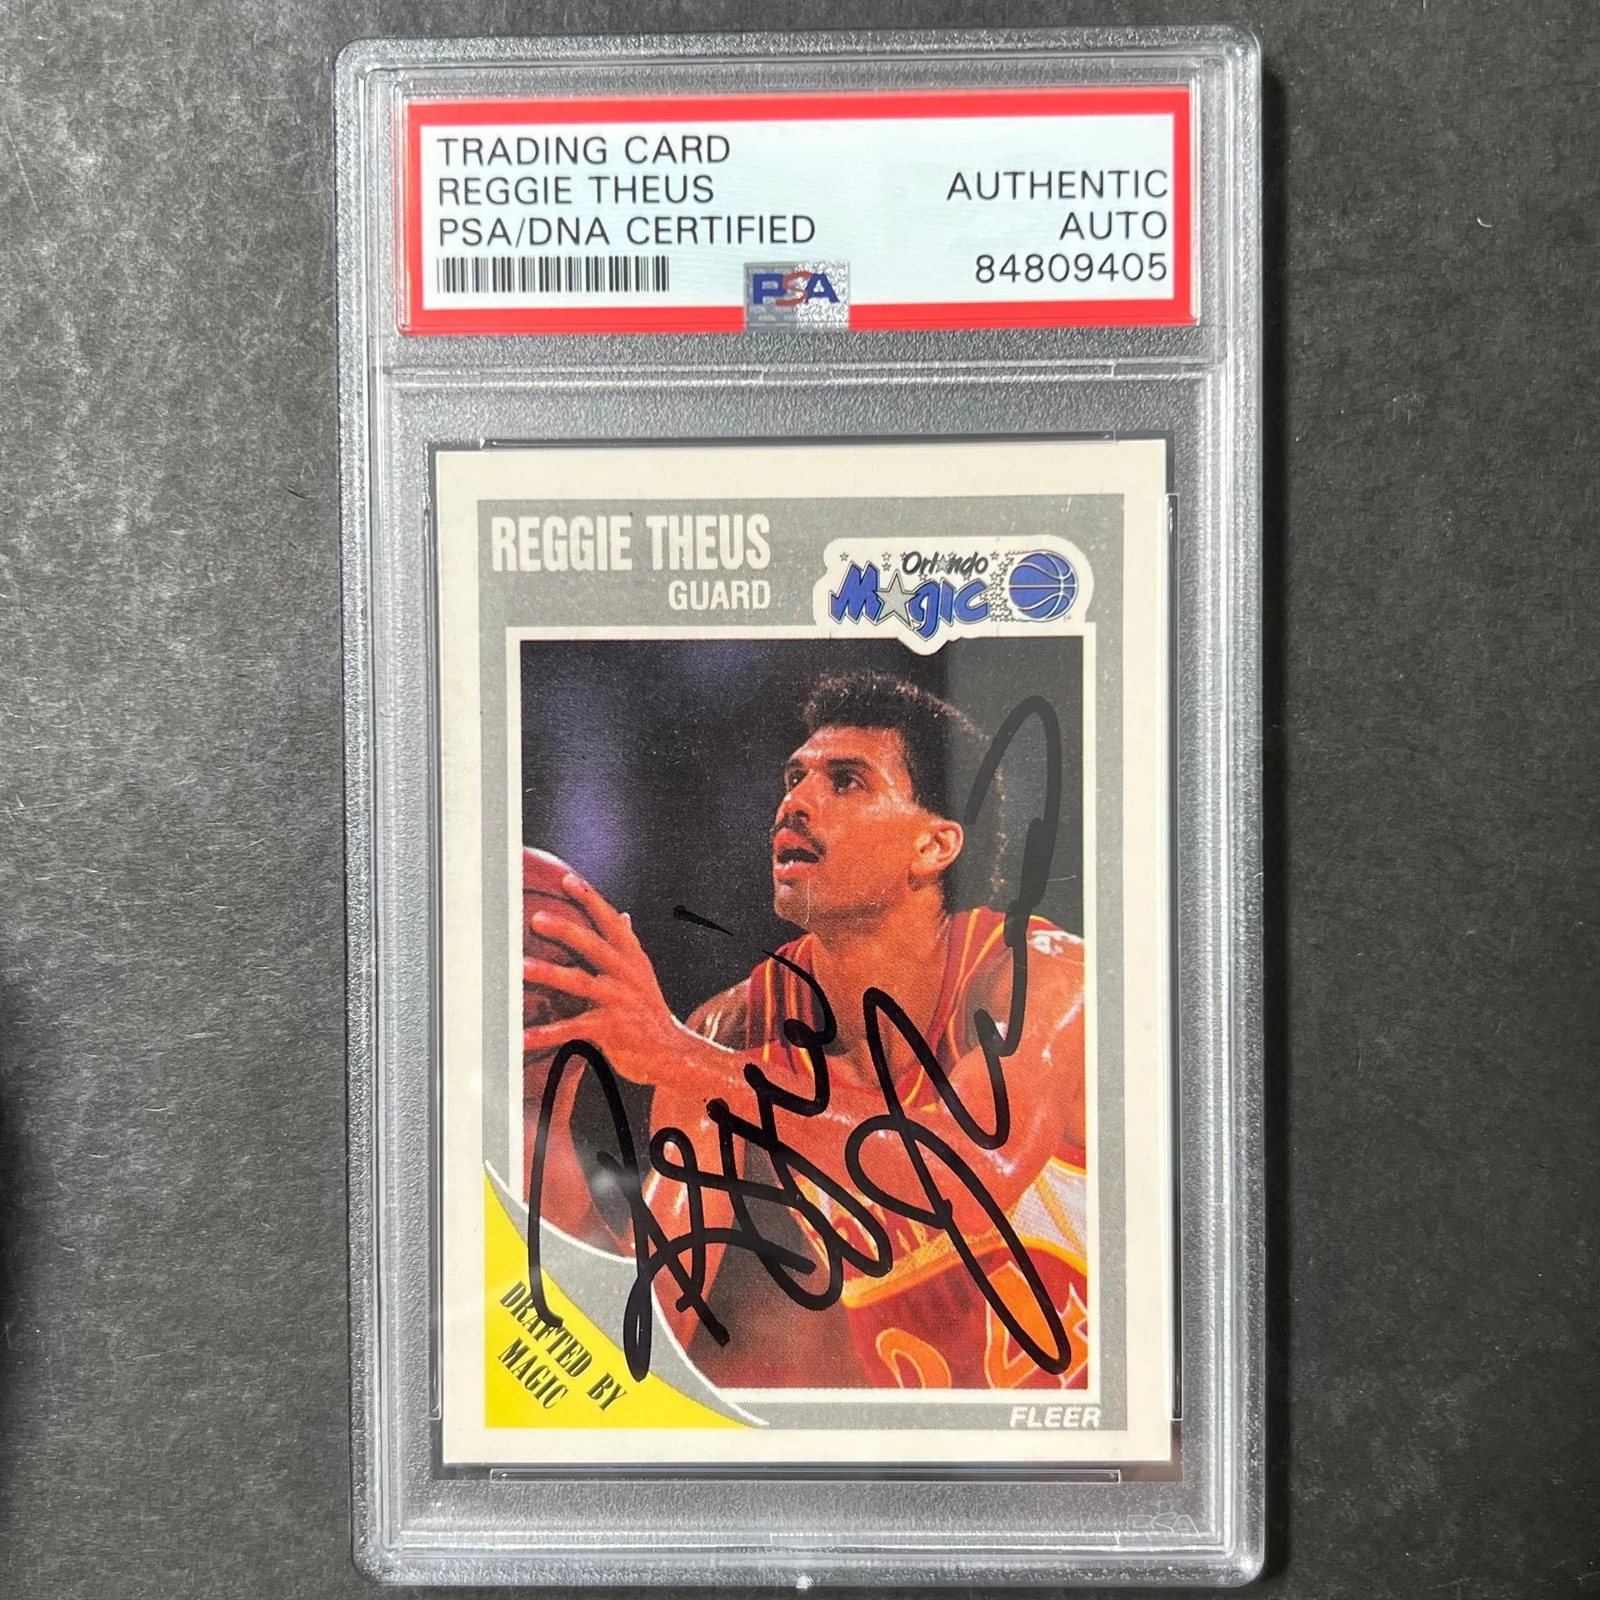 TRADING CARD
REGGIE THEUS
PSA/DNA CERTIFIED
AUTHENTIC
AUTO
84809405
PSA
REGGIE THEUS
GUARD
Orlando
Magic
DRAFTED BY
MAGIC
FLEER
PSA